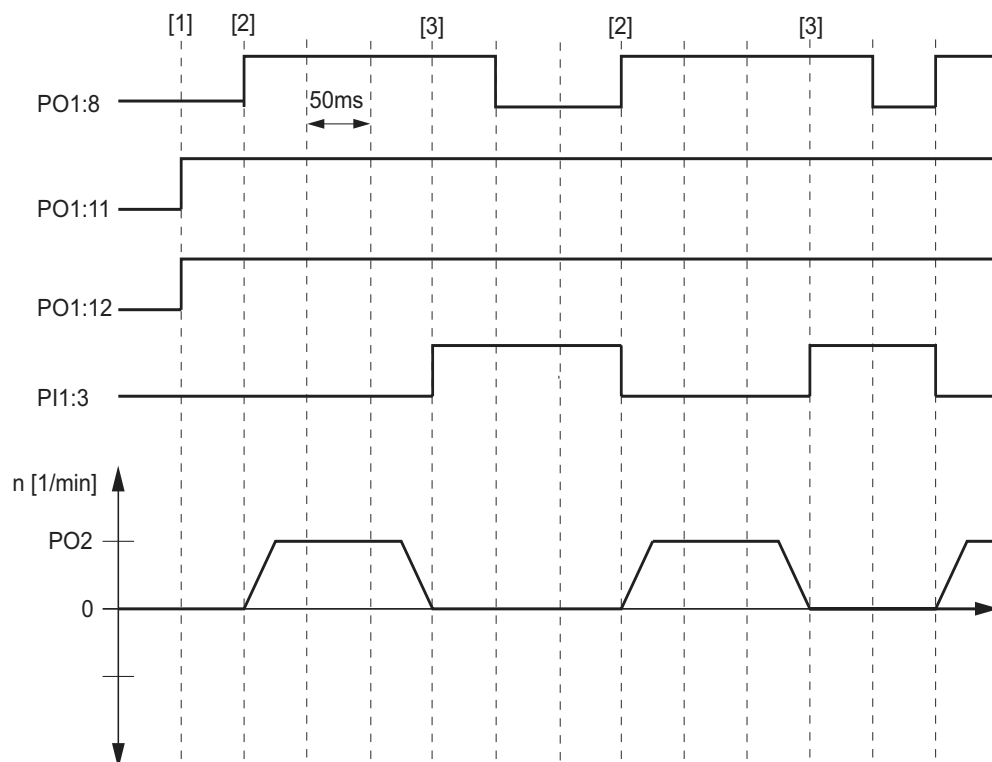 [1] [2] [3] [2] [3]
PO1:8
50ms
PO1:11
PO1:12
PI1:3
n [1/min]
PO2
0